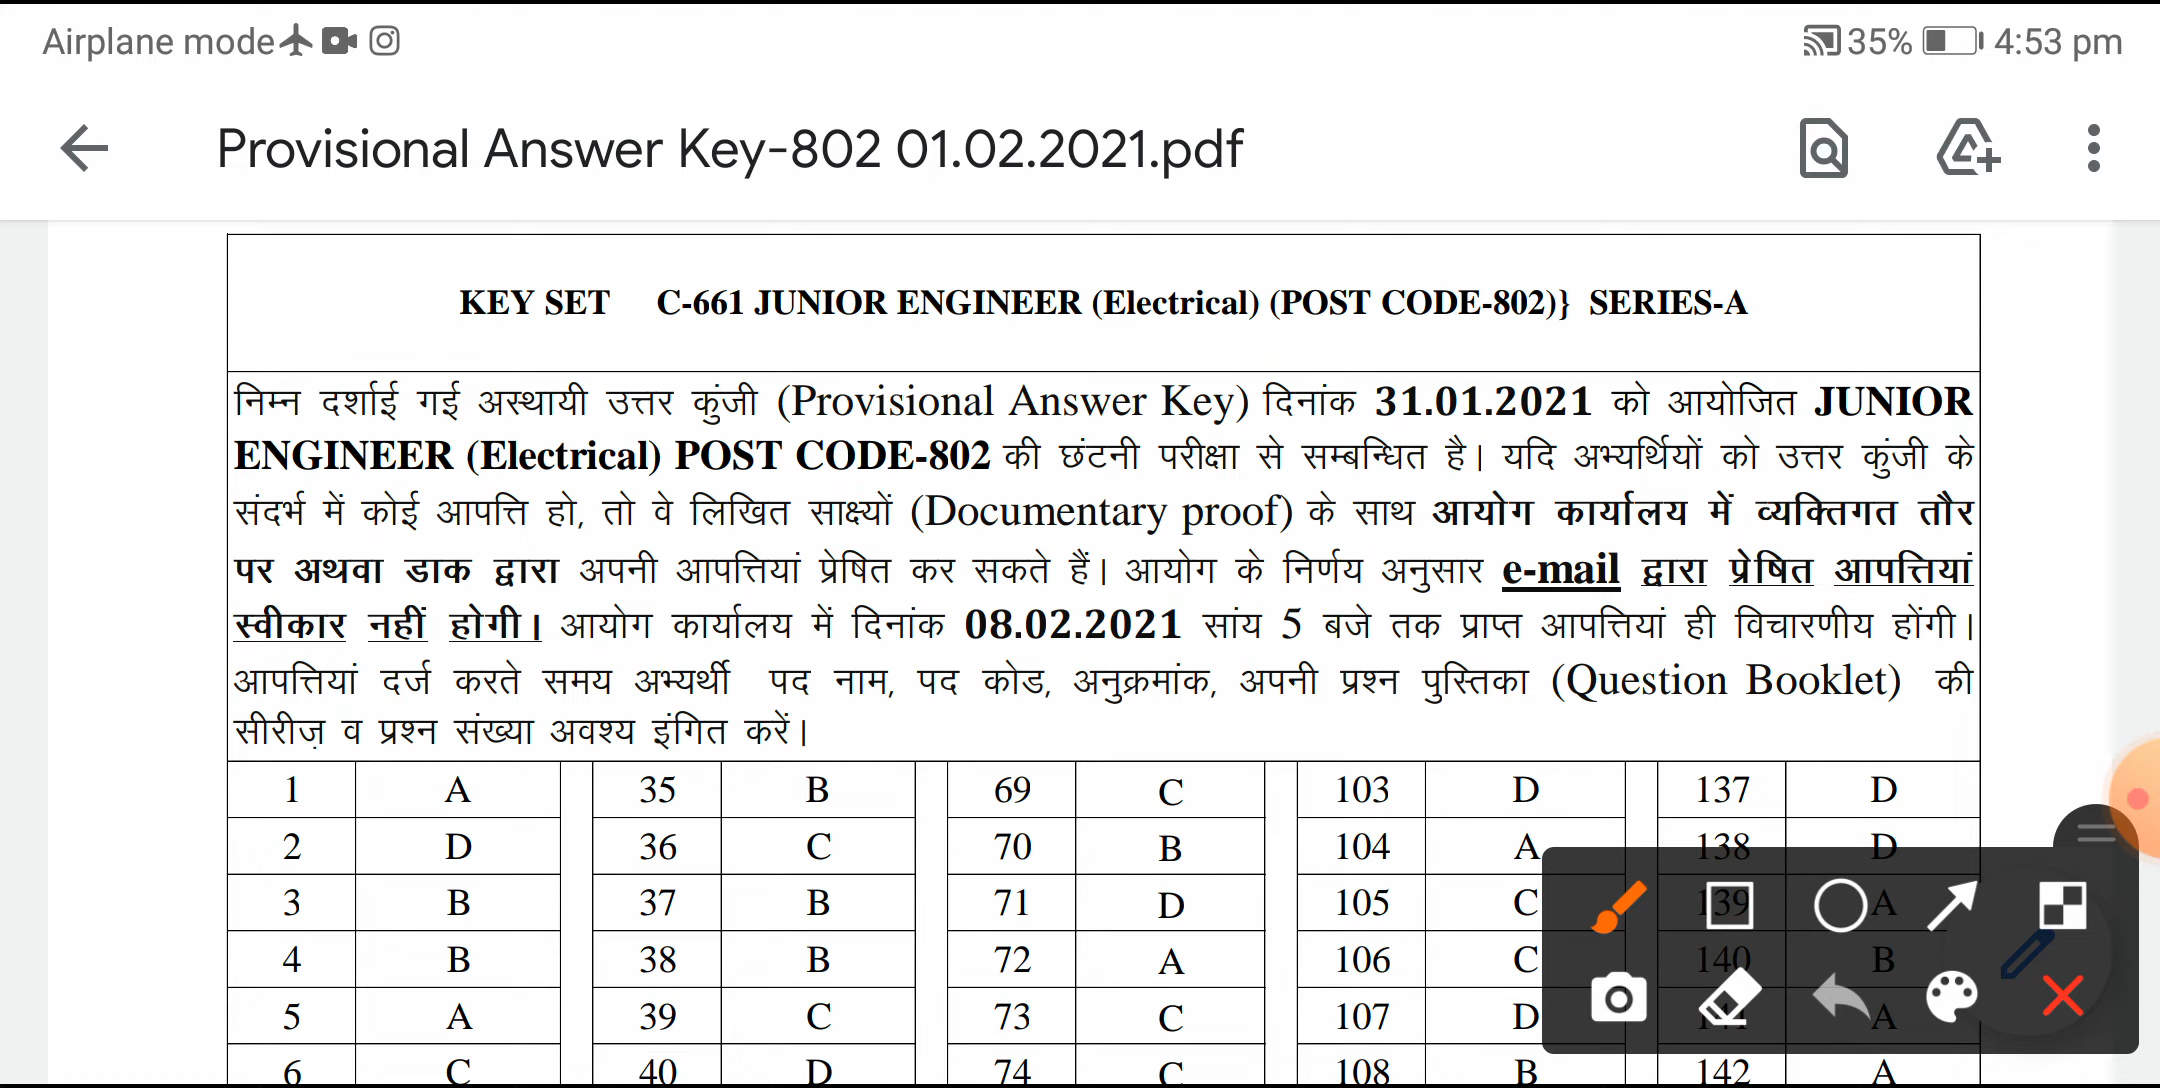 Airplane mode 35% 4:53 pm
Provisional Answer Key-802 01.02.2021.pdf
KEY SET C-661 JUNIOR ENGINEER (Electrical) (POST CODE-802)} SERIES-A
निम्न दर्शाई गई अस्थायी उत्तर कुंजी (Provisional Answer Key) दिनांक 31.01.2021 को आयोजित JUNIOR
ENGINEER (Electrical) POST CODE-802 की छंटनी परीक्षा से सम्बन्धित है। यदि अभ्यर्थियों को उत्तर कुंजी के
संदर्भ में कोई आपत्ति हो, तो वे लिखित साक्ष्यों (Documentary proof) के साथ आयोग कार्यालय में व्यक्तिगत तौर
पर अथवा डाक द्वारा अपनी आपत्तियां प्रेषित कर सकते हैं। आयोग के निर्णय अनुसार e-mail द्वारा प्रेषित आपत्तियां
स्वीकार नहीं होगी। आयोग कार्यालय में दिनांक 08.02.2021 सांय 5 बजे तक प्राप्त आपत्तियां ही विचारणीय होंगी।
आपत्तियां दर्ज करते समय अभ्यर्थी पद नाम, पद कोड, अनुक्रमांक, अपनी प्रश्न पुस्तिका (Question Booklet) की
सीरीज़ व प्रश्न संख्या अवश्य इंगित करें।
1 A 35 B 69 C 103 D 137 D
2 D 36 C 70 B 104 A 138 D
3 B 37 B 71 D 105 C 139 A
4 B 38 B 72 A 106 C 140 B
5 A 39 C 73 C 107 D 141 A
6 C 40 D 74 C 108 B 142 A